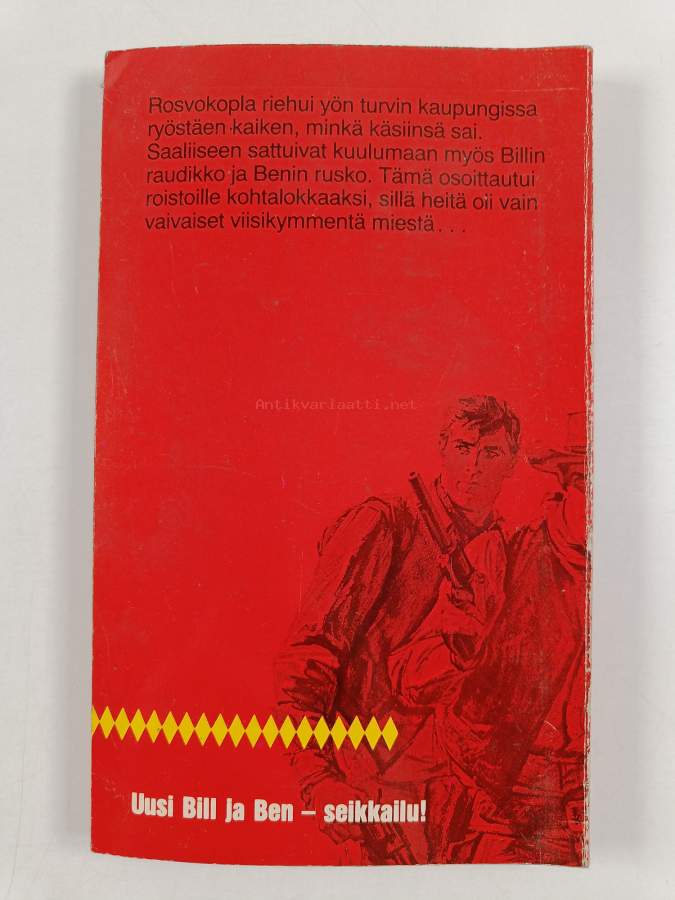 Rosvokopla riehui yön turvin kaupungissa
ryöstäen kaiken, minkä käsiinsä sai.
Saaliiseen sattuivat kuulumaan myös Billin
raudikko ja Benin rusko. Tämä osoittautui
roistoille kohtalokkaaksi, sillä heitä oli vain
vaivaiset viisikymmentä miestä...
Antikvariaatti.net
Uusi Bill ja Ben – seikkailu!